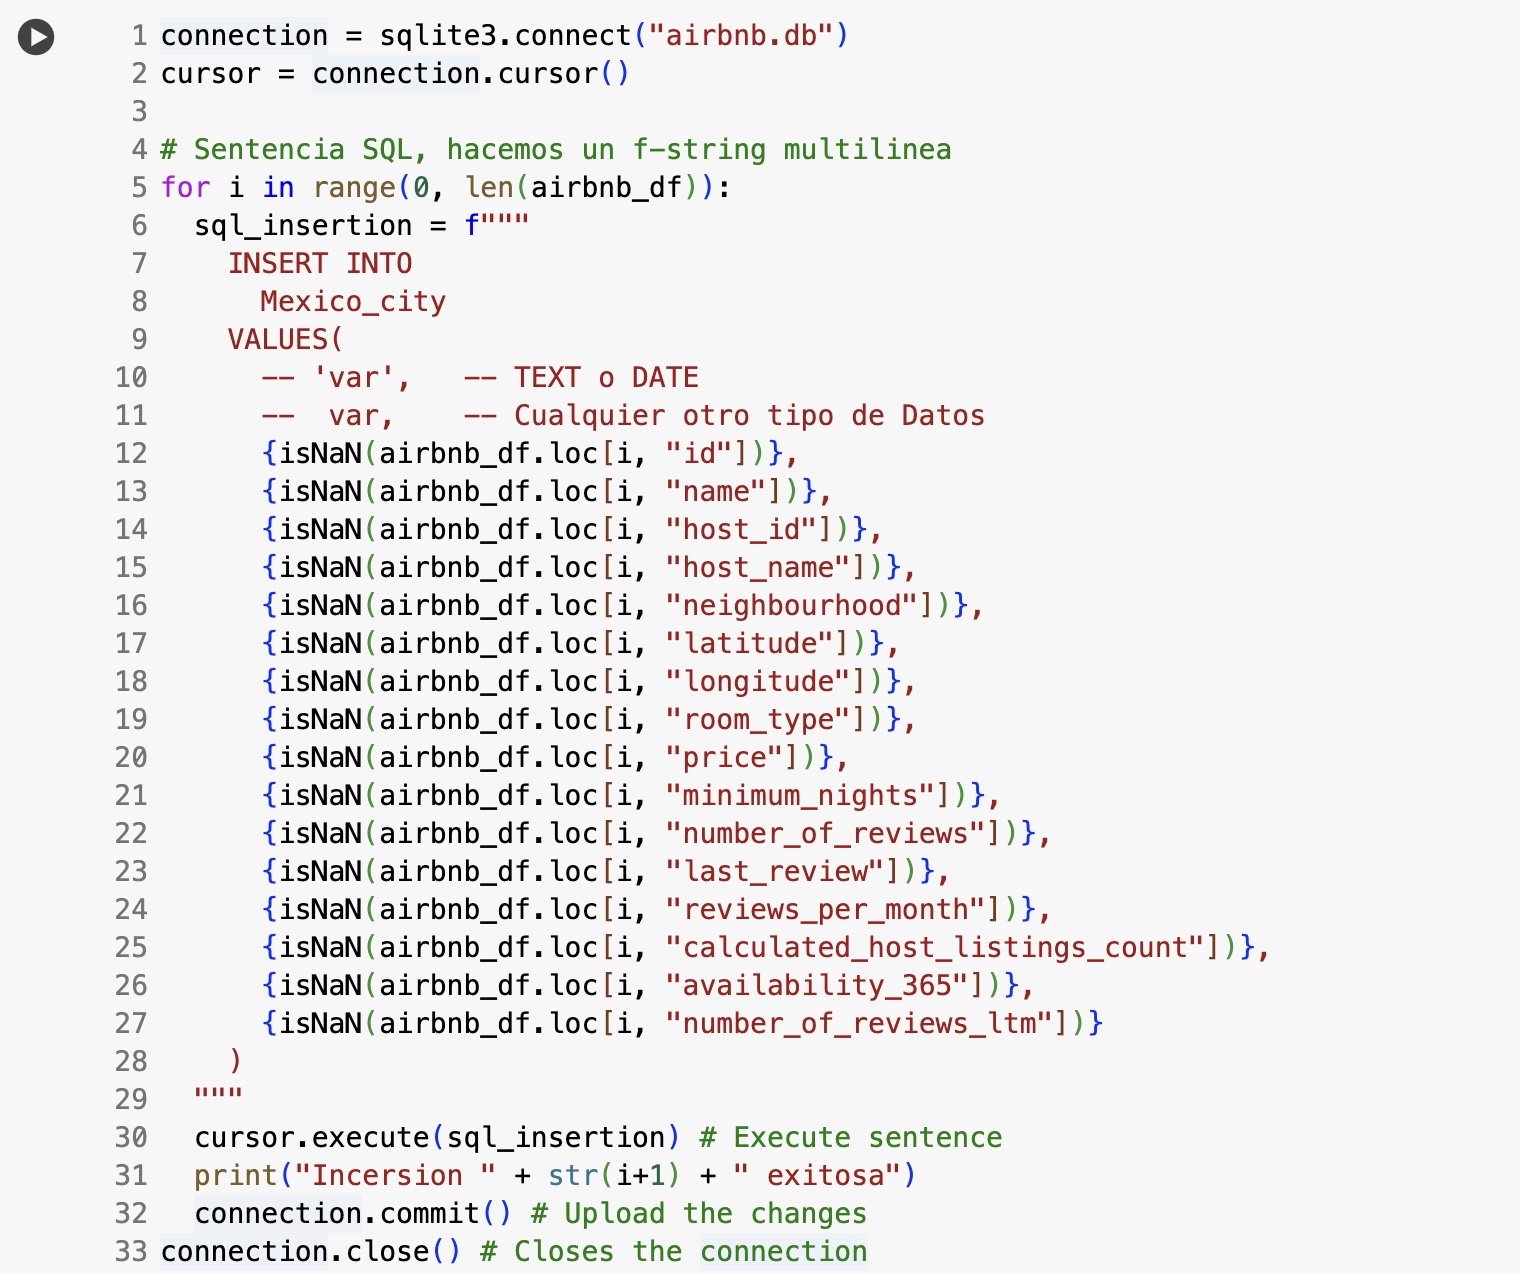 1 connection = sqlite3.connect("airbnb.db")
2 cursor = connection.cursor()
3
4 # Sentencia SQL, hacemos un f-string multilinea
5 for i in range(0, len(airbnb_df)):
6   sql_insertion = f"""
7     INSERT INTO
8       Mexico_city
9     VALUES(
10       -- 'var',   -- TEXT o DATE
11       --  var,    -- Cualquier otro tipo de Datos
12       {isNaN(airbnb_df.loc[i, "id"])},
13       {isNaN(airbnb_df.loc[i, "name"])},
14       {isNaN(airbnb_df.loc[i, "host_id"])},
15       {isNaN(airbnb_df.loc[i, "host_name"])},
16       {isNaN(airbnb_df.loc[i, "neighbourhood"])},
17       {isNaN(airbnb_df.loc[i, "latitude"])},
18       {isNaN(airbnb_df.loc[i, "longitude"])},
19       {isNaN(airbnb_df.loc[i, "room_type"])},
20       {isNaN(airbnb_df.loc[i, "price"])},
21       {isNaN(airbnb_df.loc[i, "minimum_nights"])},
22       {isNaN(airbnb_df.loc[i, "number_of_reviews"])},
23       {isNaN(airbnb_df.loc[i, "last_review"])},
24       {isNaN(airbnb_df.loc[i, "reviews_per_month"])},
25       {isNaN(airbnb_df.loc[i, "calculated_host_listings_count"])},
26       {isNaN(airbnb_df.loc[i, "availability_365"])},
27       {isNaN(airbnb_df.loc[i, "number_of_reviews_ltm"])}
28     )
29   """
30   cursor.execute(sql_insertion) # Execute sentence
31   print("Incersion " + str(i+1) + " exitosa")
32   connection.commit() # Upload the changes
33 connection.close() # Closes the connection